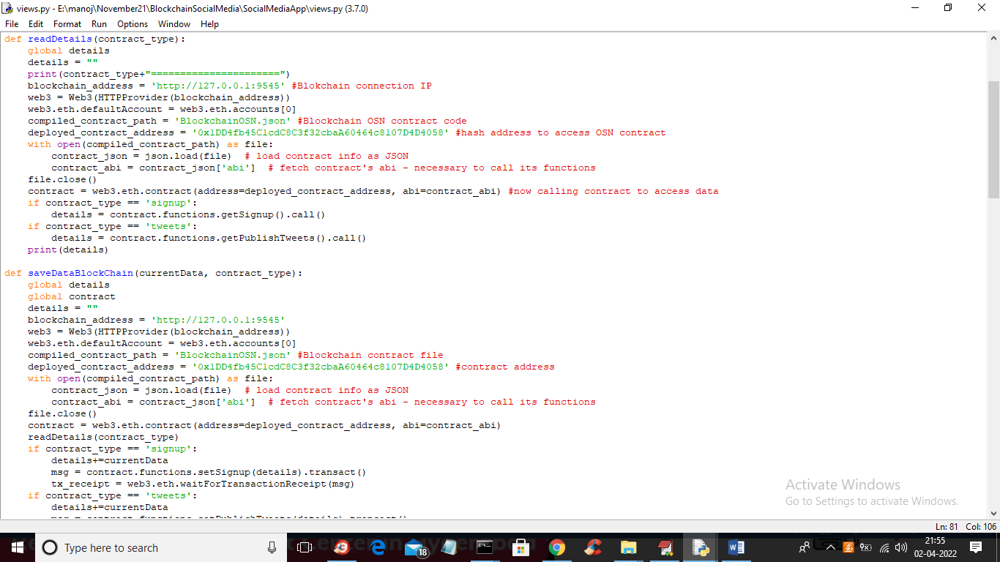 views.py - E:\manoj\November21\BlockchainSocialMedia\SocialMediaApp\views.py (3.7.0)
File Edit Format Run Options Window Help
def readDetails(contract_type):
    global details
    details = ""
    print(contract_type+"======================")
    blockchain_address = 'http://127.0.0.1:9545' #Blokchain connection IP
    web3 = Web3(HTTPProvider(blockchain_address))
    web3.eth.defaultAccount = web3.eth.accounts[0]
    compiled_contract_path = 'BlockchainOSN.json' #Blockchain OSN contract code
    deployed_contract_address = '0x1DD4fb45C1cdC8C3f32cbaA60464c8107D4D4058' #hash address to access OSN contract
    with open(compiled_contract_path) as file:
        contract_json = json.load(file)  # load contract info as JSON
        contract_abi = contract_json['abi']  # fetch contract's abi - necessary to call its functions
    file.close()
    contract = web3.eth.contract(address=deployed_contract_address, abi=contract_abi) #now calling contract to access data
    if contract_type == 'signup':
        details = contract.functions.getSignup().call()
    if contract_type == 'tweets':
        details = contract.functions.getPublishTweets().call()
    print(details)
def saveDataBlockChain(currentData, contract_type):
    global details
    global contract
    details = ""
    blockchain_address = 'http://127.0.0.1:9545'
    web3 = Web3(HTTPProvider(blockchain_address))
    web3.eth.defaultAccount = web3.eth.accounts[0]
    compiled_contract_path = 'BlockchainOSN.json' #Blockchain contract file
    deployed_contract_address = '0x1DD4fb45C1cdC8C3f32cbaA60464c8107D4D4058' #contract address
    with open(compiled_contract_path) as file:
        contract_json = json.load(file)  # load contract info as JSON
        contract_abi = contract_json['abi']  # fetch contract's abi - necessary to call its functions
    file.close()
    contract = web3.eth.contract(address=deployed_contract_address, abi=contract_abi)
    readDetails(contract_type)
    if contract_type == 'signup':
        details+=currentData
        msg = contract.functions.setSignup(details).transact()
        tx_receipt = web3.eth.waitForTransactionReceipt(msg)
    if contract_type == 'tweets':
        details+=currentData
Activate Windows
Go to Settings to activate Windows.
Ln: 81 Col: 106
Type here to search
18
21:55
02-04-2022